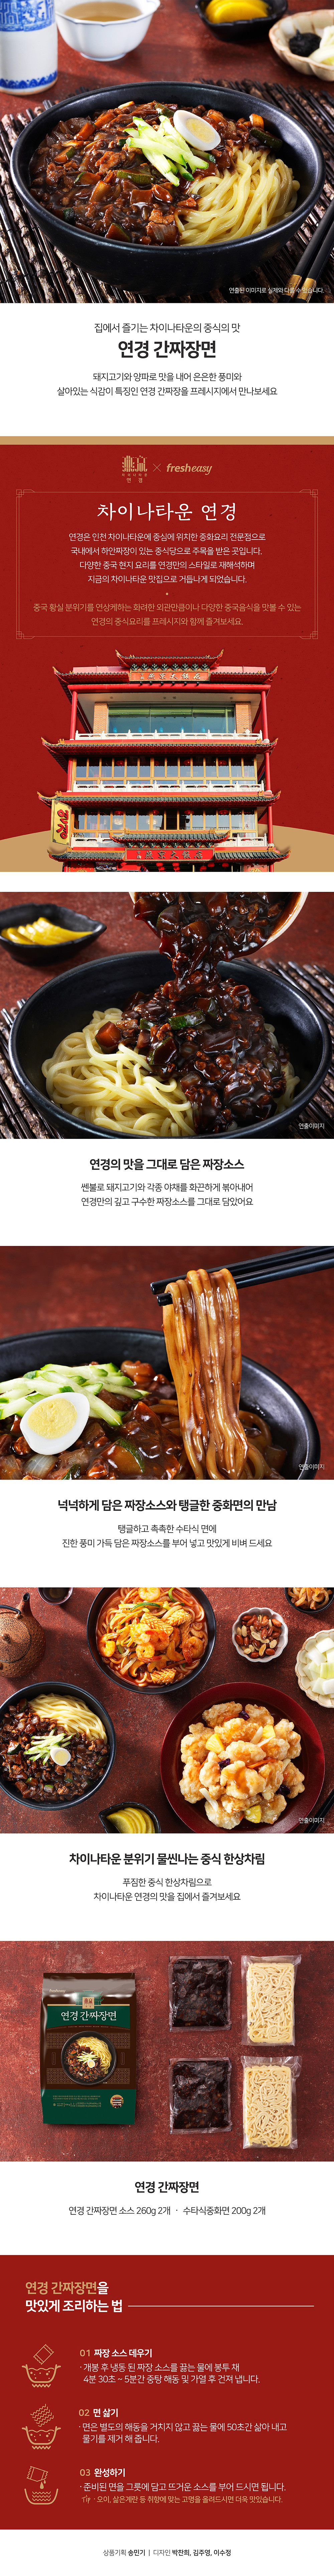 연출된 이미지로 실제와 다를 수 있습니다.
집에서 즐기는 차이나타운의 중식의 맛
연경 간짜장면
돼지고기와 양파로 맛을 내어 은은한 풍미와
살아있는 식감이 특징인 연경 간짜장을 프레시지에서 만나보세요
연경
×
fresheasy
차이나타운 연경
연경은 인천 차이나타운에 중심에 위치한 중화요리 전문점으로
국내에서 하얀짜장이 있는 중식당으로 주목을 받은 곳입니다.
다양한 중국 현지 요리를 연경만의 스타일로 재해석하며
지금의 차이나타운 맛집으로 거듭나게 되었습니다.
중국 황실 분위기를 연상케하는 화려한 외관만큼이나 다양한 중국음식을 맛볼 수 있는
연경의 중식요리를 프레시지와 함께 즐겨보세요.
연출이미지
연경의 맛을 그대로 담은 짜장소스
쎈불로 돼지고기와 각종 야채를 화끈하게 볶아내어
연경만의 깊고 구수한 짜장소스를 그대로 담았어요
연출이미지
넉넉하게 담은 짜장소스와 탱글한 중화면의 만남
탱글하고 촉촉한 수타식 면에
진한 풍미 가득 담은 짜장소스를 부어 넣고 맛있게 비벼 드세요
연출이미지
차이나타운 분위기 물씬나는 중식 한상차림
푸짐한 중식 한상차림으로
차이나타운 연경의 맛을 집에서 즐겨보세요
연경 간짜장면
연경 간짜장면
연경 간짜장면 소스 260g 2개 · 수타식중화면 200g 2개
연경 간짜장면을
맛있게 조리하는 법
01 짜장 소스 데우기
· 개봉 후 냉동 된 짜장 소스를 끓는 물에 봉투 채
4분 30초 ~ 5분간 중탕 해동 및 가열 후 건져 냅니다.
02 면 삶기
· 면은 별도의 해동을 거치지 않고 끓는 물에 50초간 삶아 내고
물기를 제거 해 줍니다.
03 완성하기
· 준비된 면을 그릇에 담고 뜨거운 소스를 부어 드시면 됩니다.
Tip · 오이, 삶은계란 등 취향에 맞는 고명을 올려드시면 더욱 맛있습니다.
상품기획 송민기 | 디자인 박찬희, 김주영, 이수정